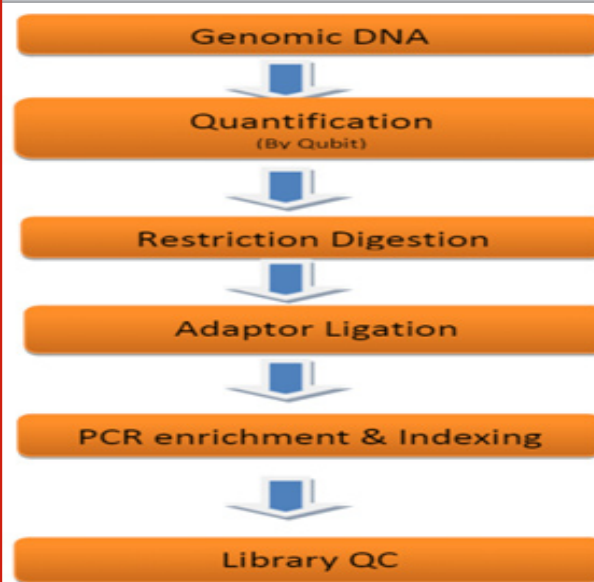 Genomic DNA
Quantification
(By Qubit)
Restriction Digestion
Adaptor Ligation
PCR enrichment & Indexing
Library QC